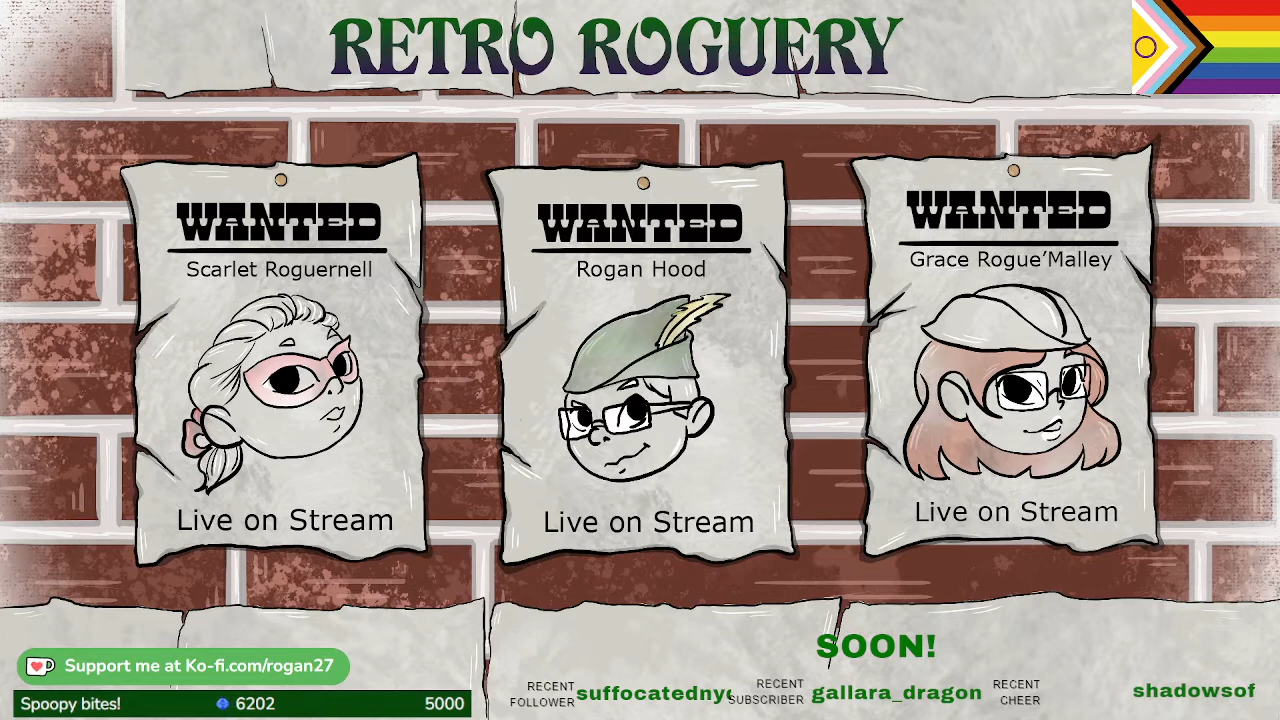 RETRO ROGUERY
WANTED
Scarlet Roguernell
Live on Stream
WANTED
Rogan Hood
Live on Stream
WANTED
Grace Rogue’Malley
Live on Stream
SOON!
Support me at Ko-fi.com/rogan27
Spoopy bites! 6202 5000
RECENT FOLLOWER
suffocatednyc
RECENT SUBSCRIBER
gallara_dragon
RECENT CHEER
shadowsof